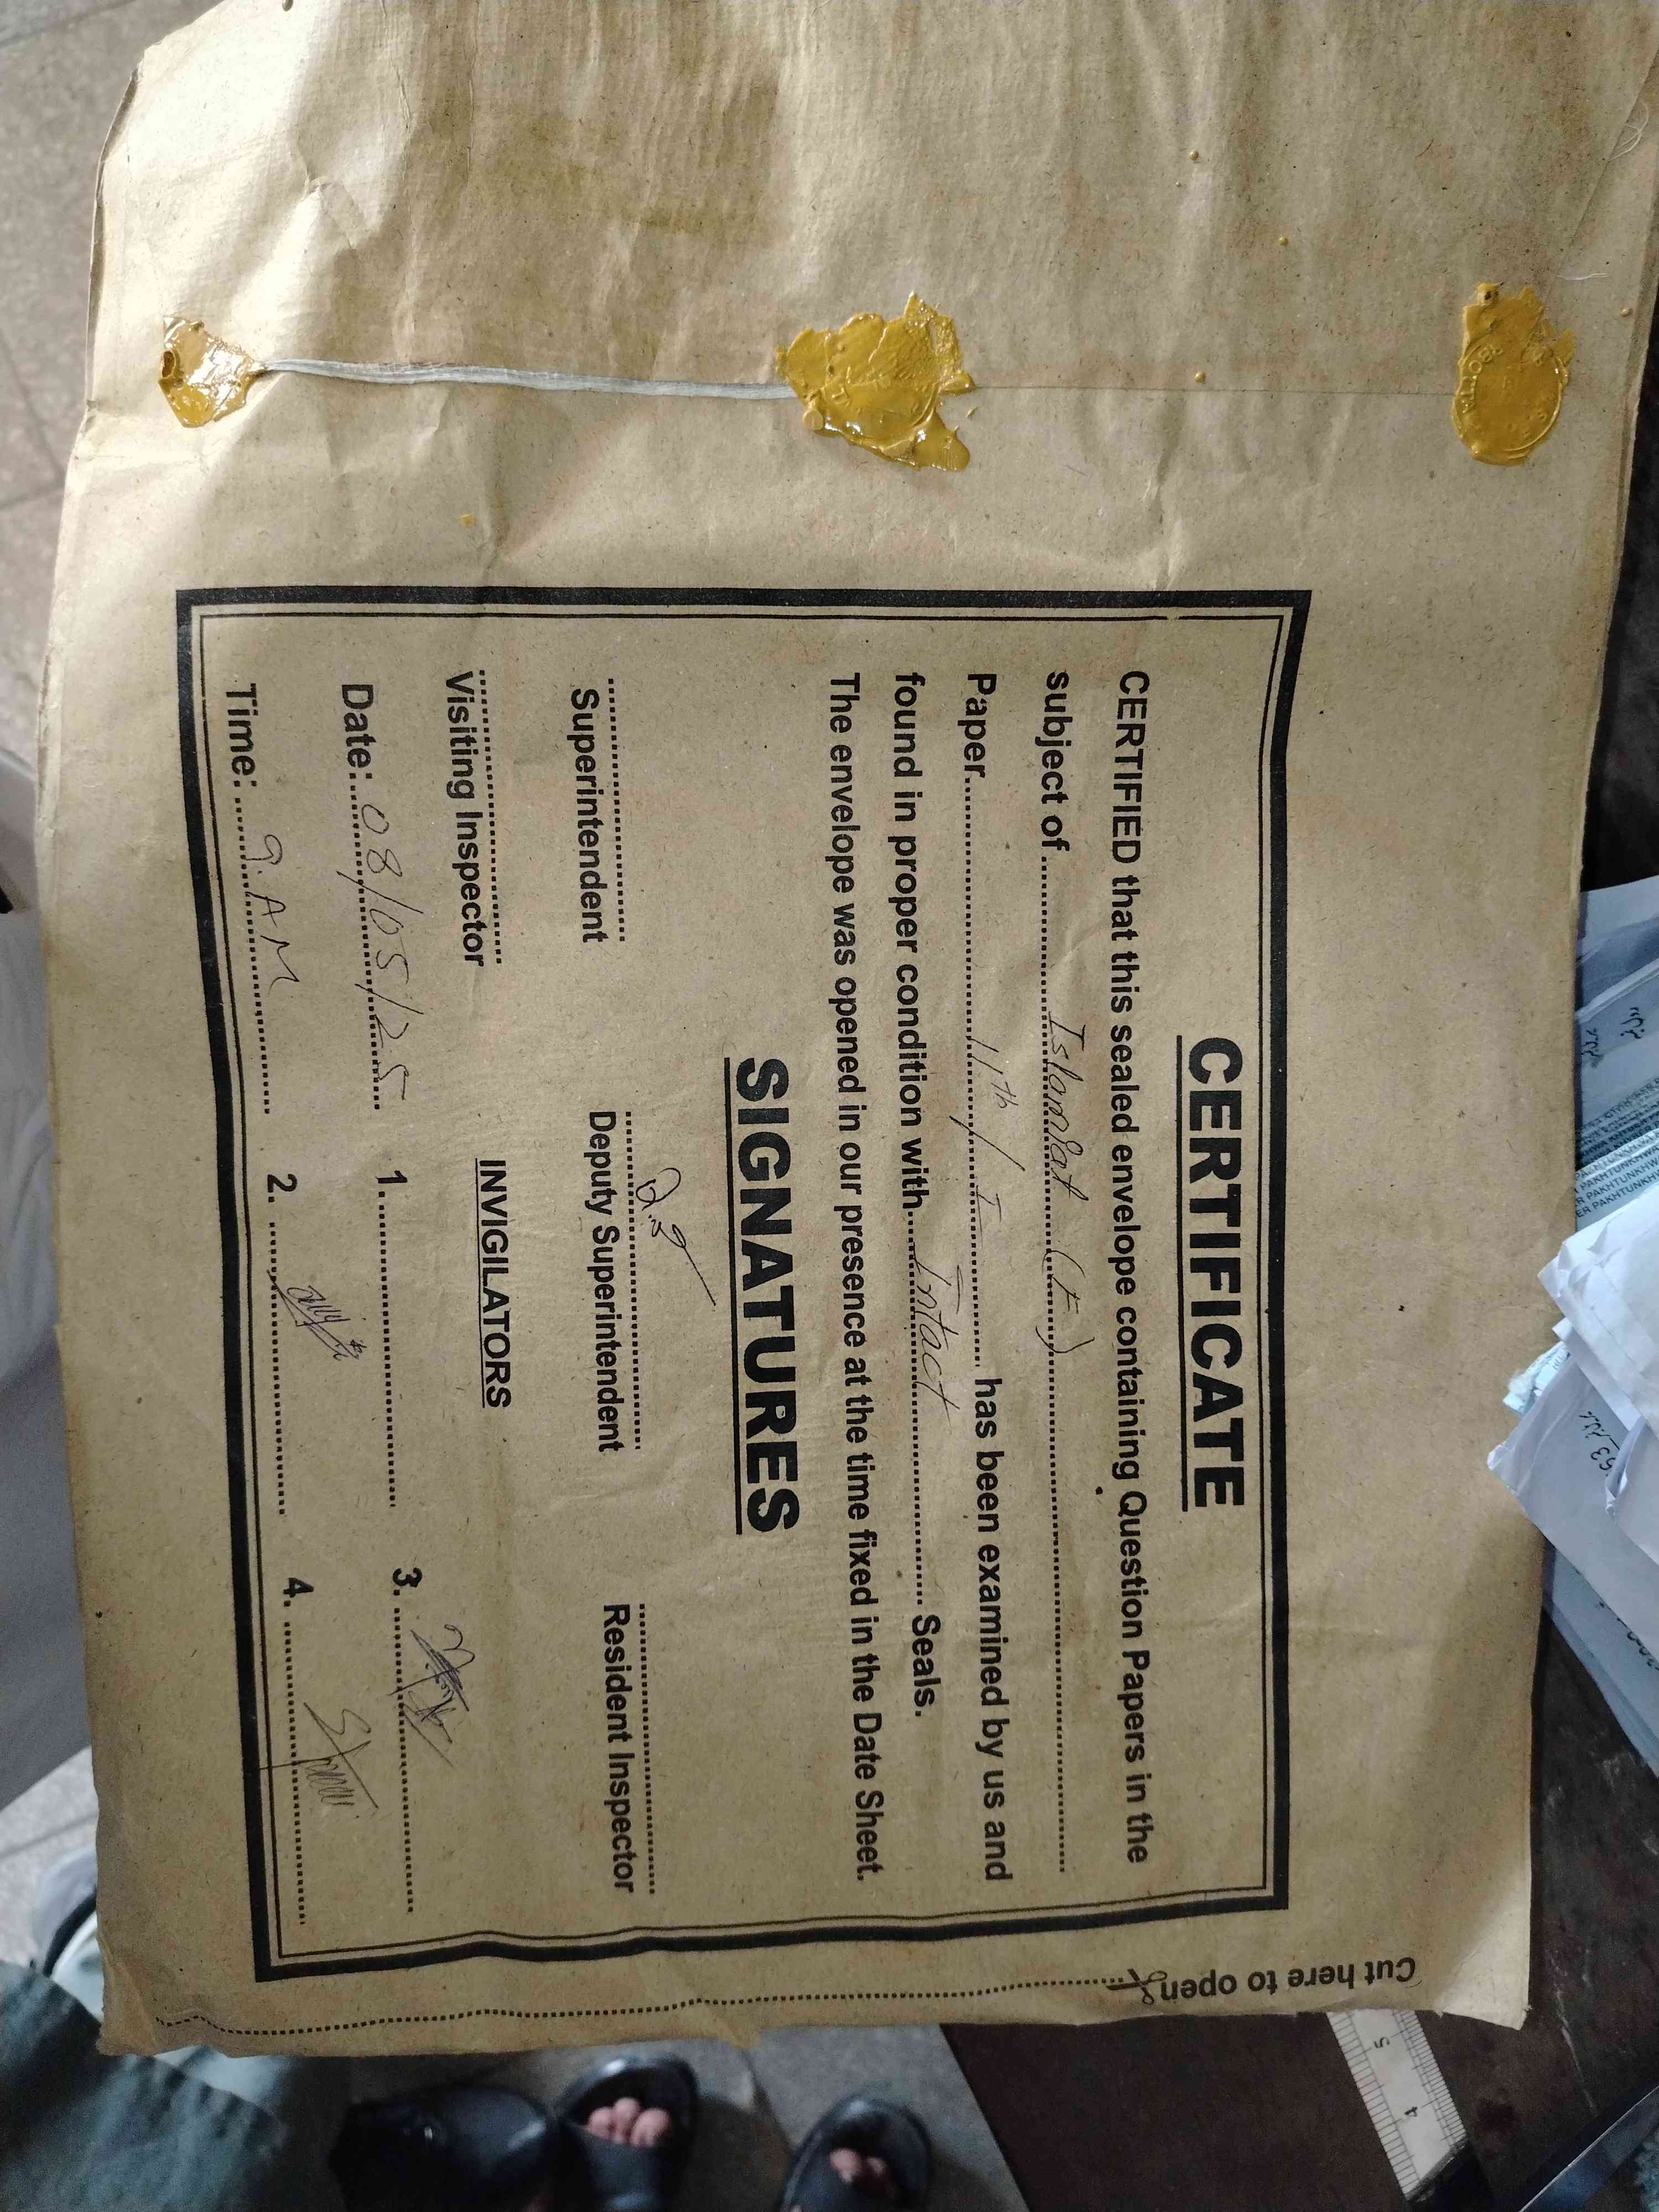 CERTIFICATE
CERTIFIED that this sealed envelope containing Question Papers in the
subject of.......... Islamiat (E) ..........
Paper.......... 11th / I .......... has been examined by us and
found in proper condition with.......... Intact .......... Seals.
The envelope was opened in our presence at the time fixed in the Date Sheet.
SIGNATURES
Superintendent Deputy Superintendent Resident Inspector
Visiting Inspector INVIGILATORS
Date: 08/05/25 1. 3.
Time: 9. AM 2. 4.
Cut here to open
5
4